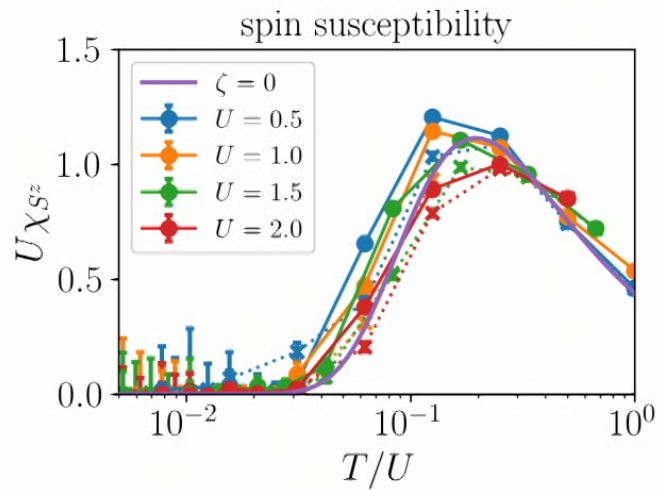 spin susceptibility
1.5
1.0
0.5
0.0
Uχ_{S^z}
ζ = 0
U = 0.5
U = 1.0
U = 1.5
U = 2.0
10^{-2} 10^{-1} 10^{0}
T/U